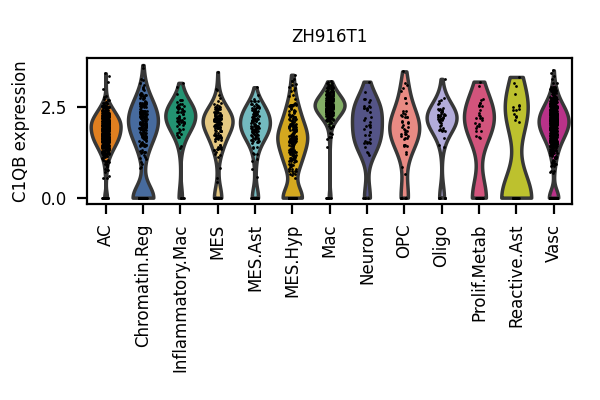 ZH916T1
C1QB expression
2.5
0.0
AC
Chromatin.Reg
Inflammatory.Mac
MES
MES.Ast
MES.Hyp
Mac
Neuron
OPC
Oligo
Prolif.Metab
Reactive.Ast
Vasc